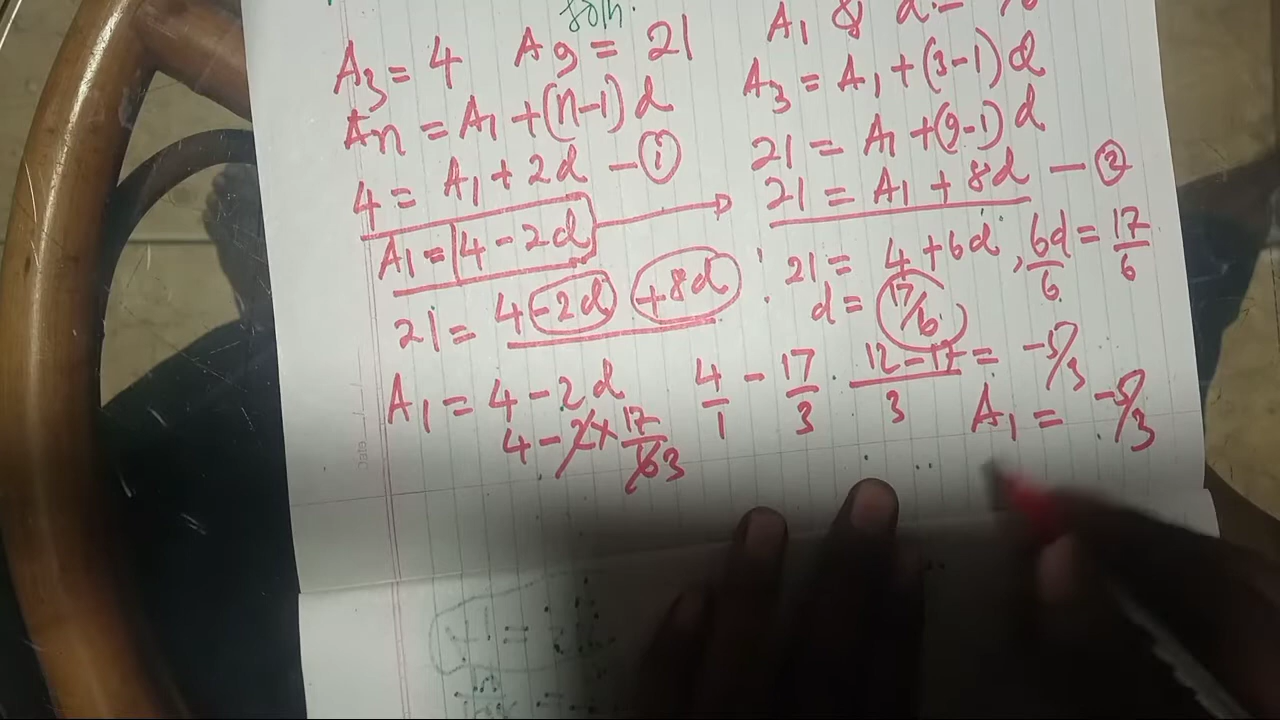 soln.
A3 = 4 A9 = 21
An = A1 + (n-1) d
4 = A1 + 2d - ①
A1 = 4 - 2d
21 = 4 - 2d + 8d
A1 & d = ?
A3 = A1 + (3-1) d
21 = A1 + (9-1) d
21 = A1 + 8d - ②
21 = 4 + 6d , 6d/6 = 17/6
d = 17/6
A1 = 4 - 2d
4 - 2 x 17/6 3
4/1 - 17/3 . 12-17/3 = -5/3
A1 = -5/3